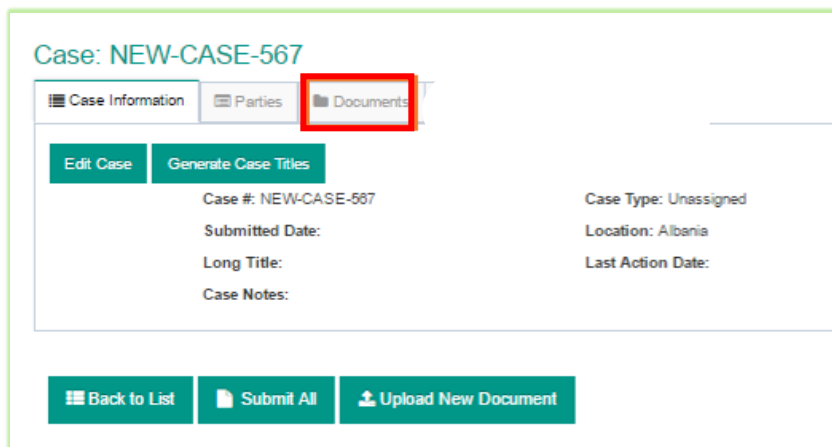 Case: NEW-CASE-567
Case Information Parties Documents
Edit Case Generate Case Titles
Case #: NEW-CASE-567 Case Type: Unassigned
Submitted Date: Location: Albania
Long Title: Last Action Date:
Case Notes:
Back to List Submit All Upload New Document